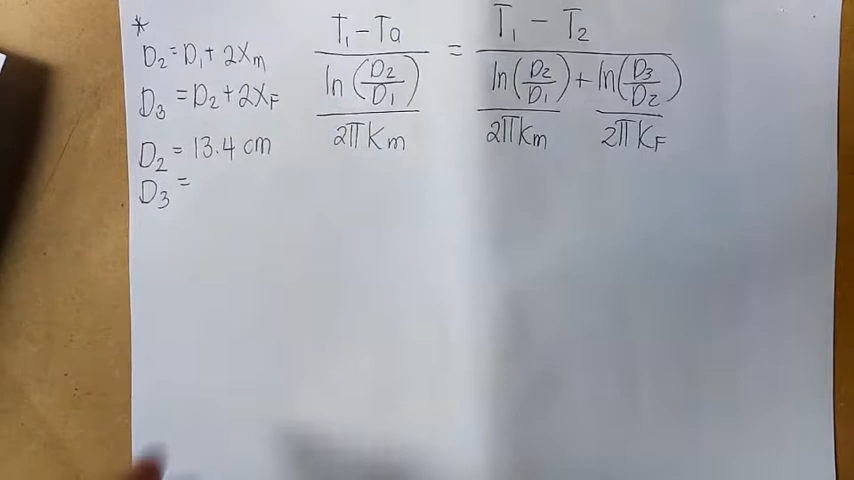 *
D₂ = D₁ + 2Xm
D₃ = D₂ + 2XF
D₂ = 13.4 cm
D₃ =
T₁ - Ta = T₁ - T₂
ln(D₂/D₁) ln(D₂/D₁) + ln(D₃/D₂)
2πKm 2πKm 2πKF